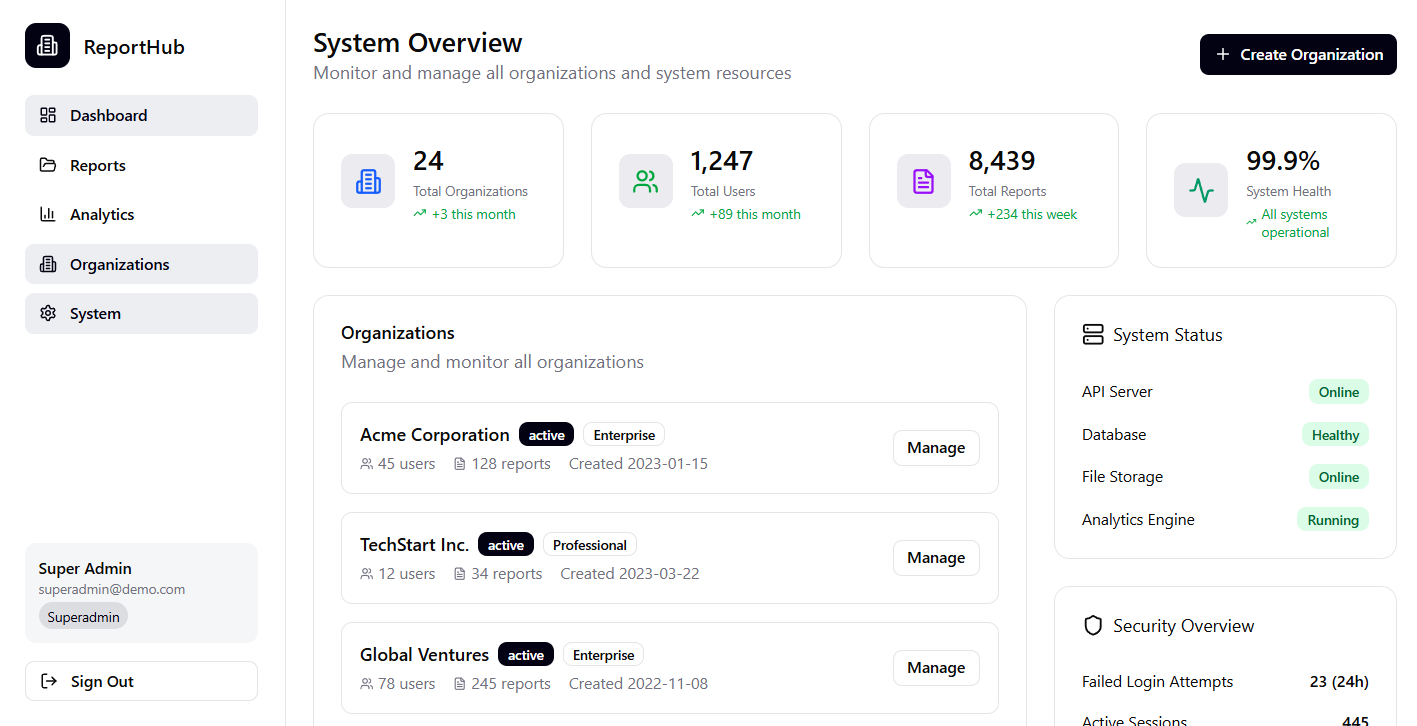 ReportHub
Dashboard
Reports
Analytics
Organizations
System
Super Admin
superadmin@demo.com
Superadmin
Sign Out
System Overview
Monitor and manage all organizations and system resources
Create Organization
24
Total Organizations
+3 this month
1,247
Total Users
+89 this month
8,439
Total Reports
+234 this week
99.9%
System Health
All systems
operational
Organizations
Manage and monitor all organizations
Acme Corporation active Enterprise
45 users 128 reports Created 2023-01-15
Manage
TechStart Inc. active Professional
12 users 34 reports Created 2023-03-22
Manage
Global Ventures active Enterprise
78 users 245 reports Created 2022-11-08
Manage
System Status
API Server Online
Database Healthy
File Storage Online
Analytics Engine Running
Security Overview
Failed Login Attempts 23 (24h)
Active Sessions 445